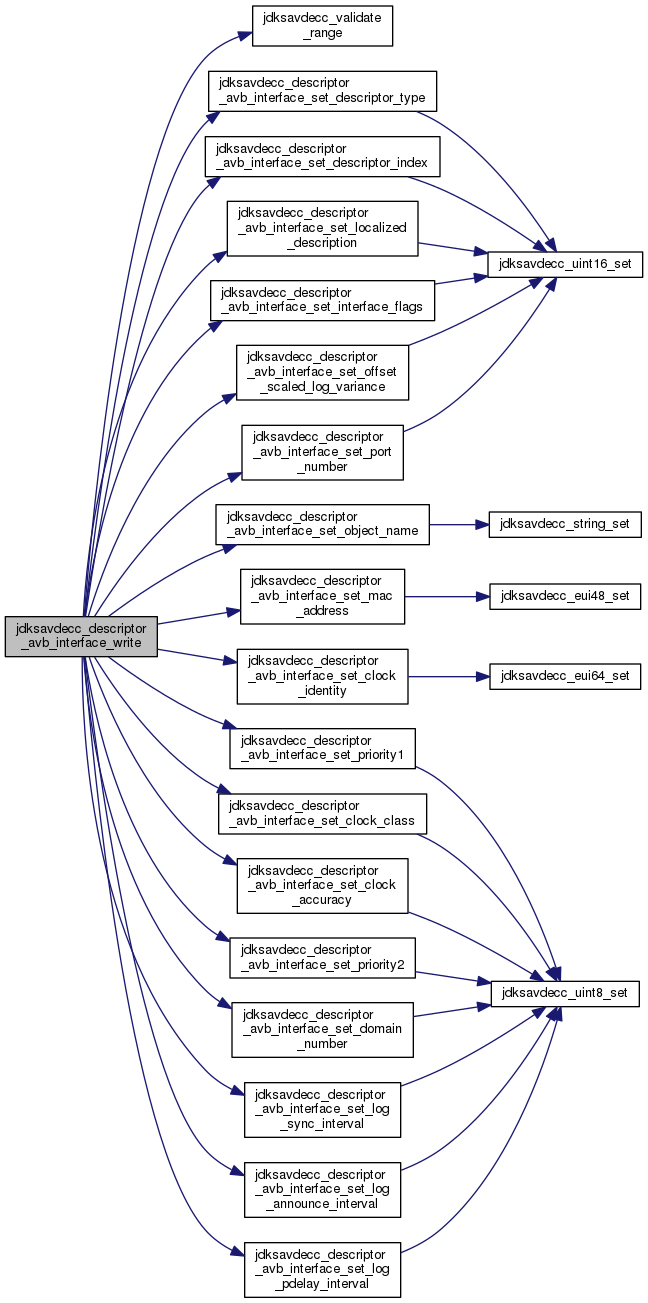 jdksavdecc_validate
_range
jdksavdecc_descriptor
_avb_interface_set_descriptor_type
jdksavdecc_descriptor
_avb_interface_set_descriptor_index
jdksavdecc_descriptor
_avb_interface_set_localized
_description
jdksavdecc_uint16_set
jdksavdecc_descriptor
_avb_interface_set_interface_flags
jdksavdecc_descriptor
_avb_interface_set_offset
_scaled_log_variance
jdksavdecc_descriptor
_avb_interface_set_port
_number
jdksavdecc_descriptor
_avb_interface_set_object_name
jdksavdecc_string_set
jdksavdecc_descriptor
_avb_interface_set_mac
_address
jdksavdecc_eui48_set
jdksavdecc_descriptor
_avb_interface_write
jdksavdecc_descriptor
_avb_interface_set_clock
_identity
jdksavdecc_eui64_set
jdksavdecc_descriptor
_avb_interface_set_priority1
jdksavdecc_descriptor
_avb_interface_set_clock_class
jdksavdecc_descriptor
_avb_interface_set_clock
_accuracy
jdksavdecc_descriptor
_avb_interface_set_priority2
jdksavdecc_uint8_set
jdksavdecc_descriptor
_avb_interface_set_domain
_number
jdksavdecc_descriptor
_avb_interface_set_log
_sync_interval
jdksavdecc_descriptor
_avb_interface_set_log
_announce_interval
jdksavdecc_descriptor
_avb_interface_set_log
_pdelay_interval